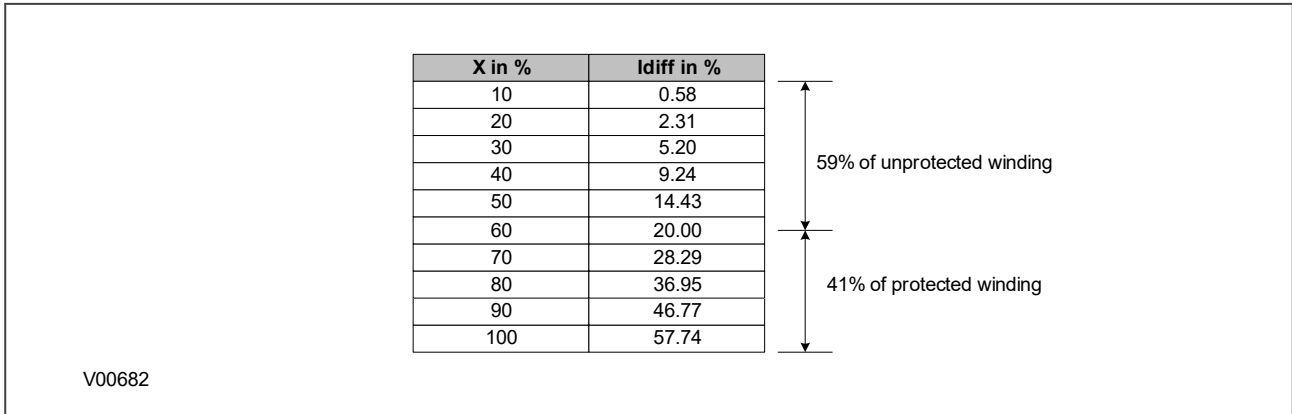 X in % Idiff in %
10 0.58
20 2.31
30 5.20
40 9.24
59% of unprotected winding
50 14.43
60 20.00
70 28.29
80 36.95
41% of protected winding
90 46.77
100 57.74
V00682